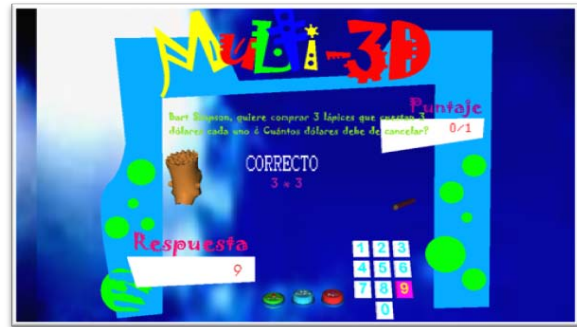 Multi-3D
Puntaje
0/1
Bart Simpson, quiere comprar 3 lápices que cuestan 3
dólares cada uno ¿ Cuántos dólares debe de cancelar?
CORRECTO
3 x 3
Respuesta
9
1 2 3
4 5 6
7 8 9
0